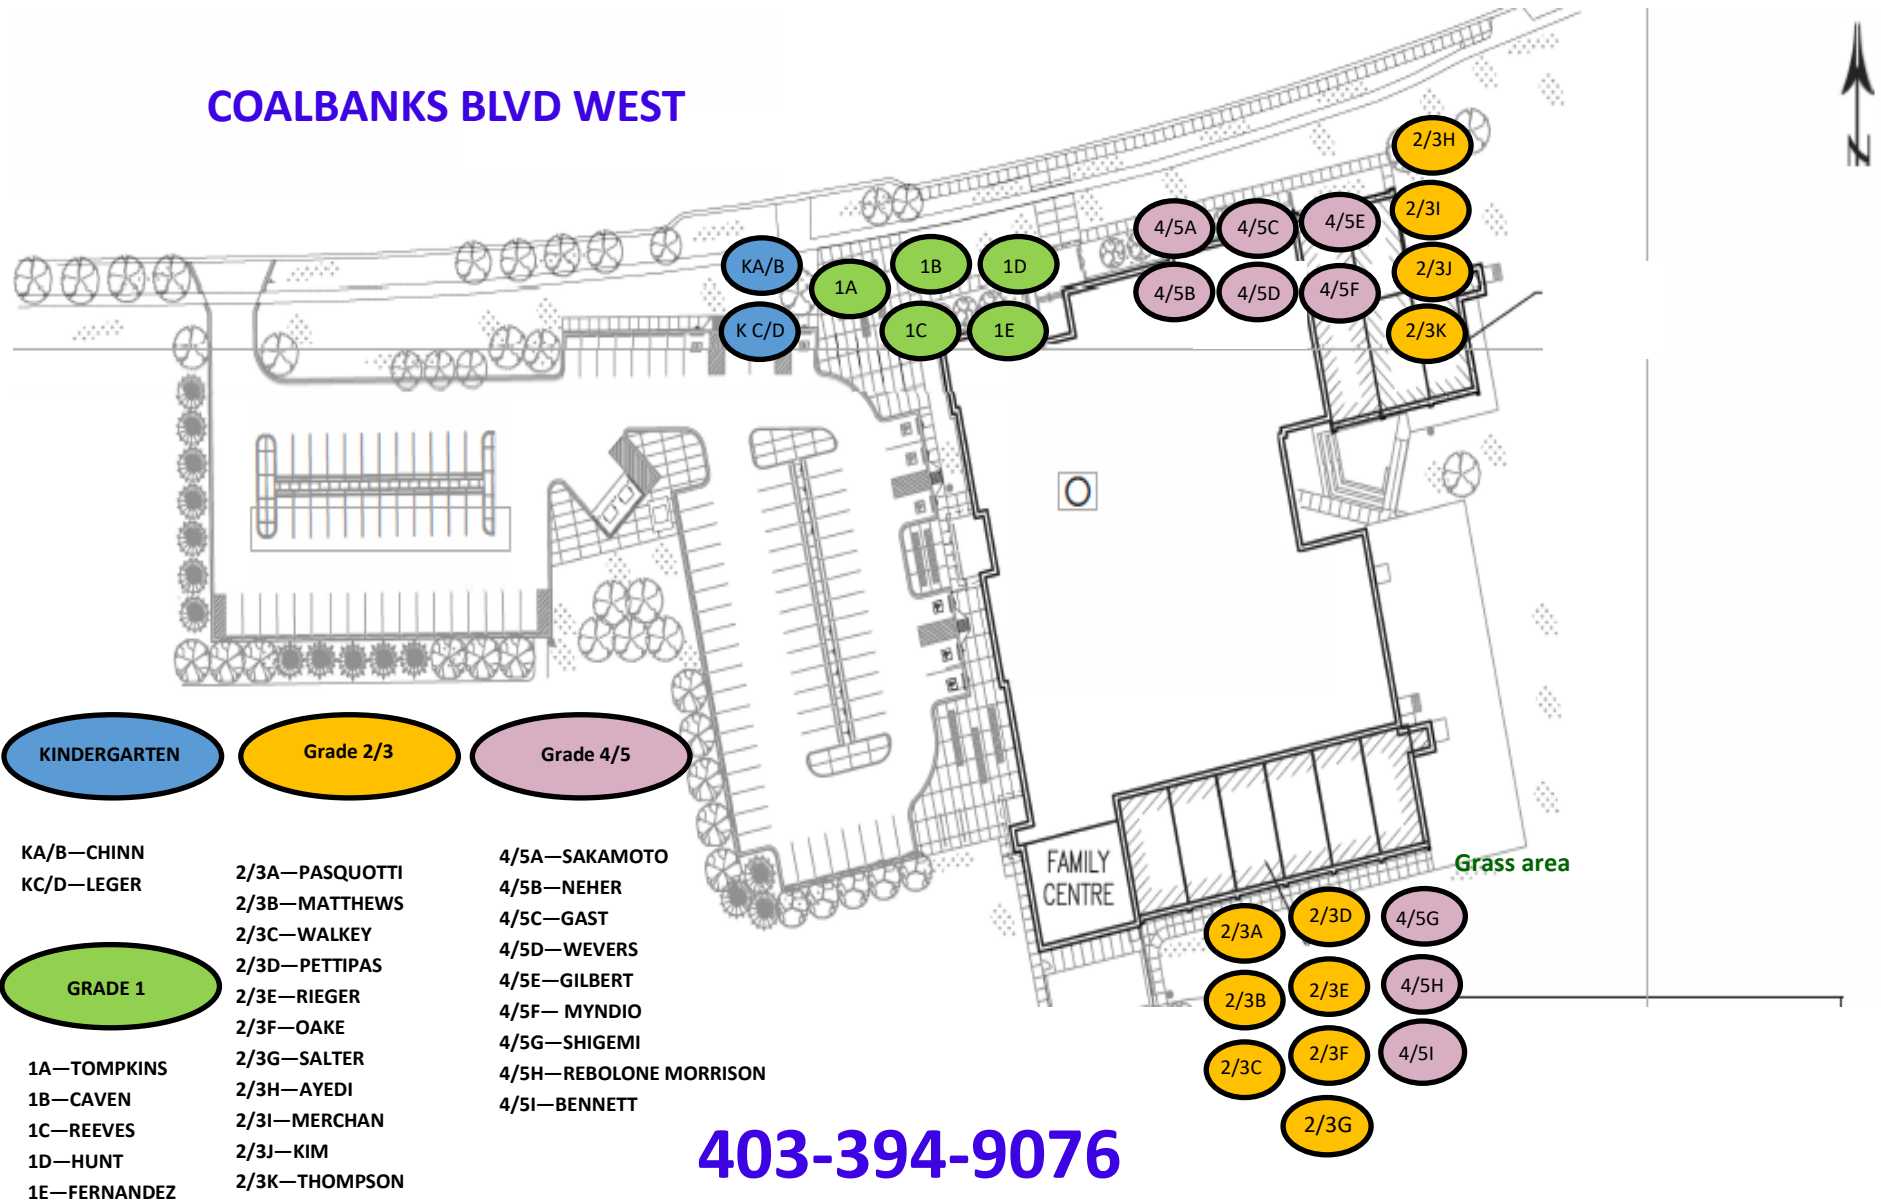 COALBANKS BLVD WEST
N
2/3H
2/3I
2/3J
2/3K
4/5A
4/5C
4/5E
4/5B
4/5D
4/5F
KA/B
K C/D
1A
1B
1D
1C
1E
KINDERGARTEN
KA/B—CHINN
KC/D—LEGER
GRADE 1
1A—TOMPKINS
1B—CAVEN
1C—REEVES
1D—HUNT
1E—FERNANDEZ
Grade 2/3
2/3A—PASQUOTTI
2/3B—MATTHEWS
2/3C—WALKEY
2/3D—PETTIPAS
2/3E—RIEGER
2/3F—OAKE
2/3G—SALTER
2/3H—AYEDI
2/3I—MERCHAN
2/3J—KIM
2/3K—THOMPSON
Grade 4/5
4/5A—SAKAMOTO
4/5B—NEHER
4/5C—GAST
4/5D—WEVERS
4/5E—GILBERT
4/5F— MYNDIO
4/5G—SHIGEMI
4/5H—REBOLONE MORRISON
4/5I—BENNETT
FAMILY
CENTRE
Grass area
2/3A
2/3D
4/5G
2/3B
2/3E
4/5H
2/3C
2/3F
4/5I
2/3G
403-394-9076